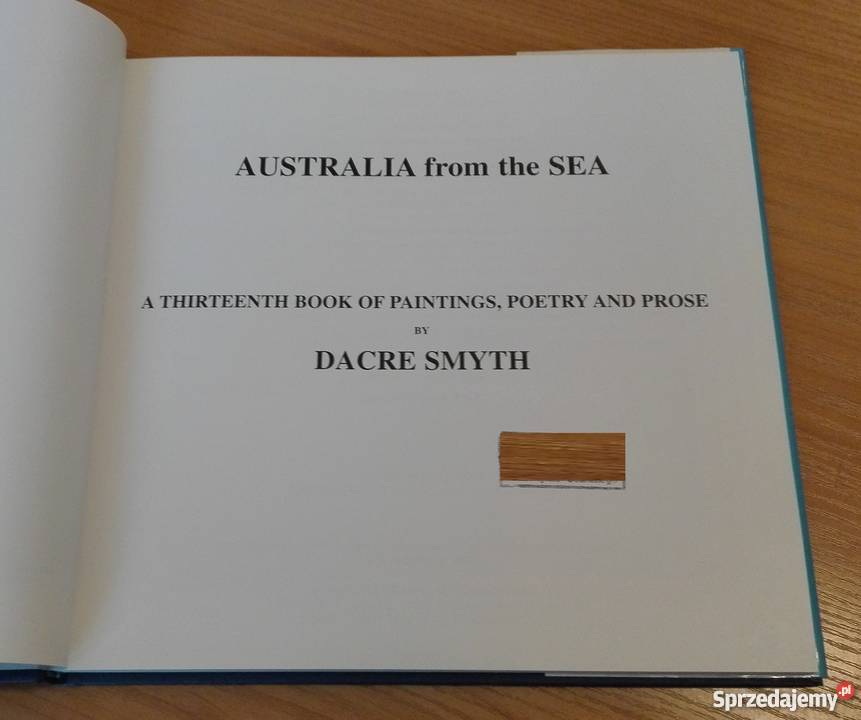 AUSTRALIA from the SEA
A THIRTEENTH BOOK OF PAINTINGS, POETRY AND PROSE
BY
DACRE SMYTH
Sprzedajemy.pl